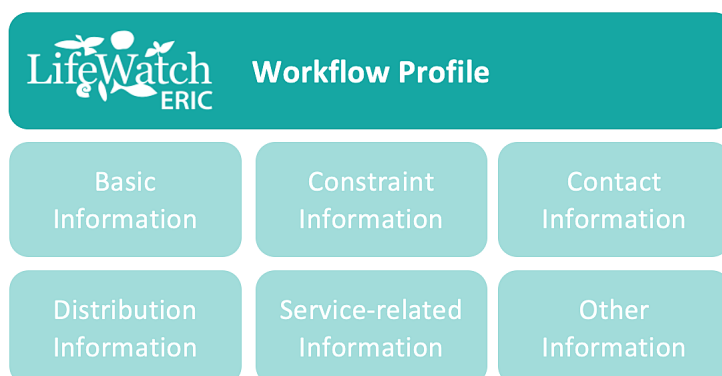 LifeWatch
ERIC
Workflow Profile
Basic
Information
Constraint
Information
Contact
Information
Distribution
Information
Service-related
Information
Other
Information